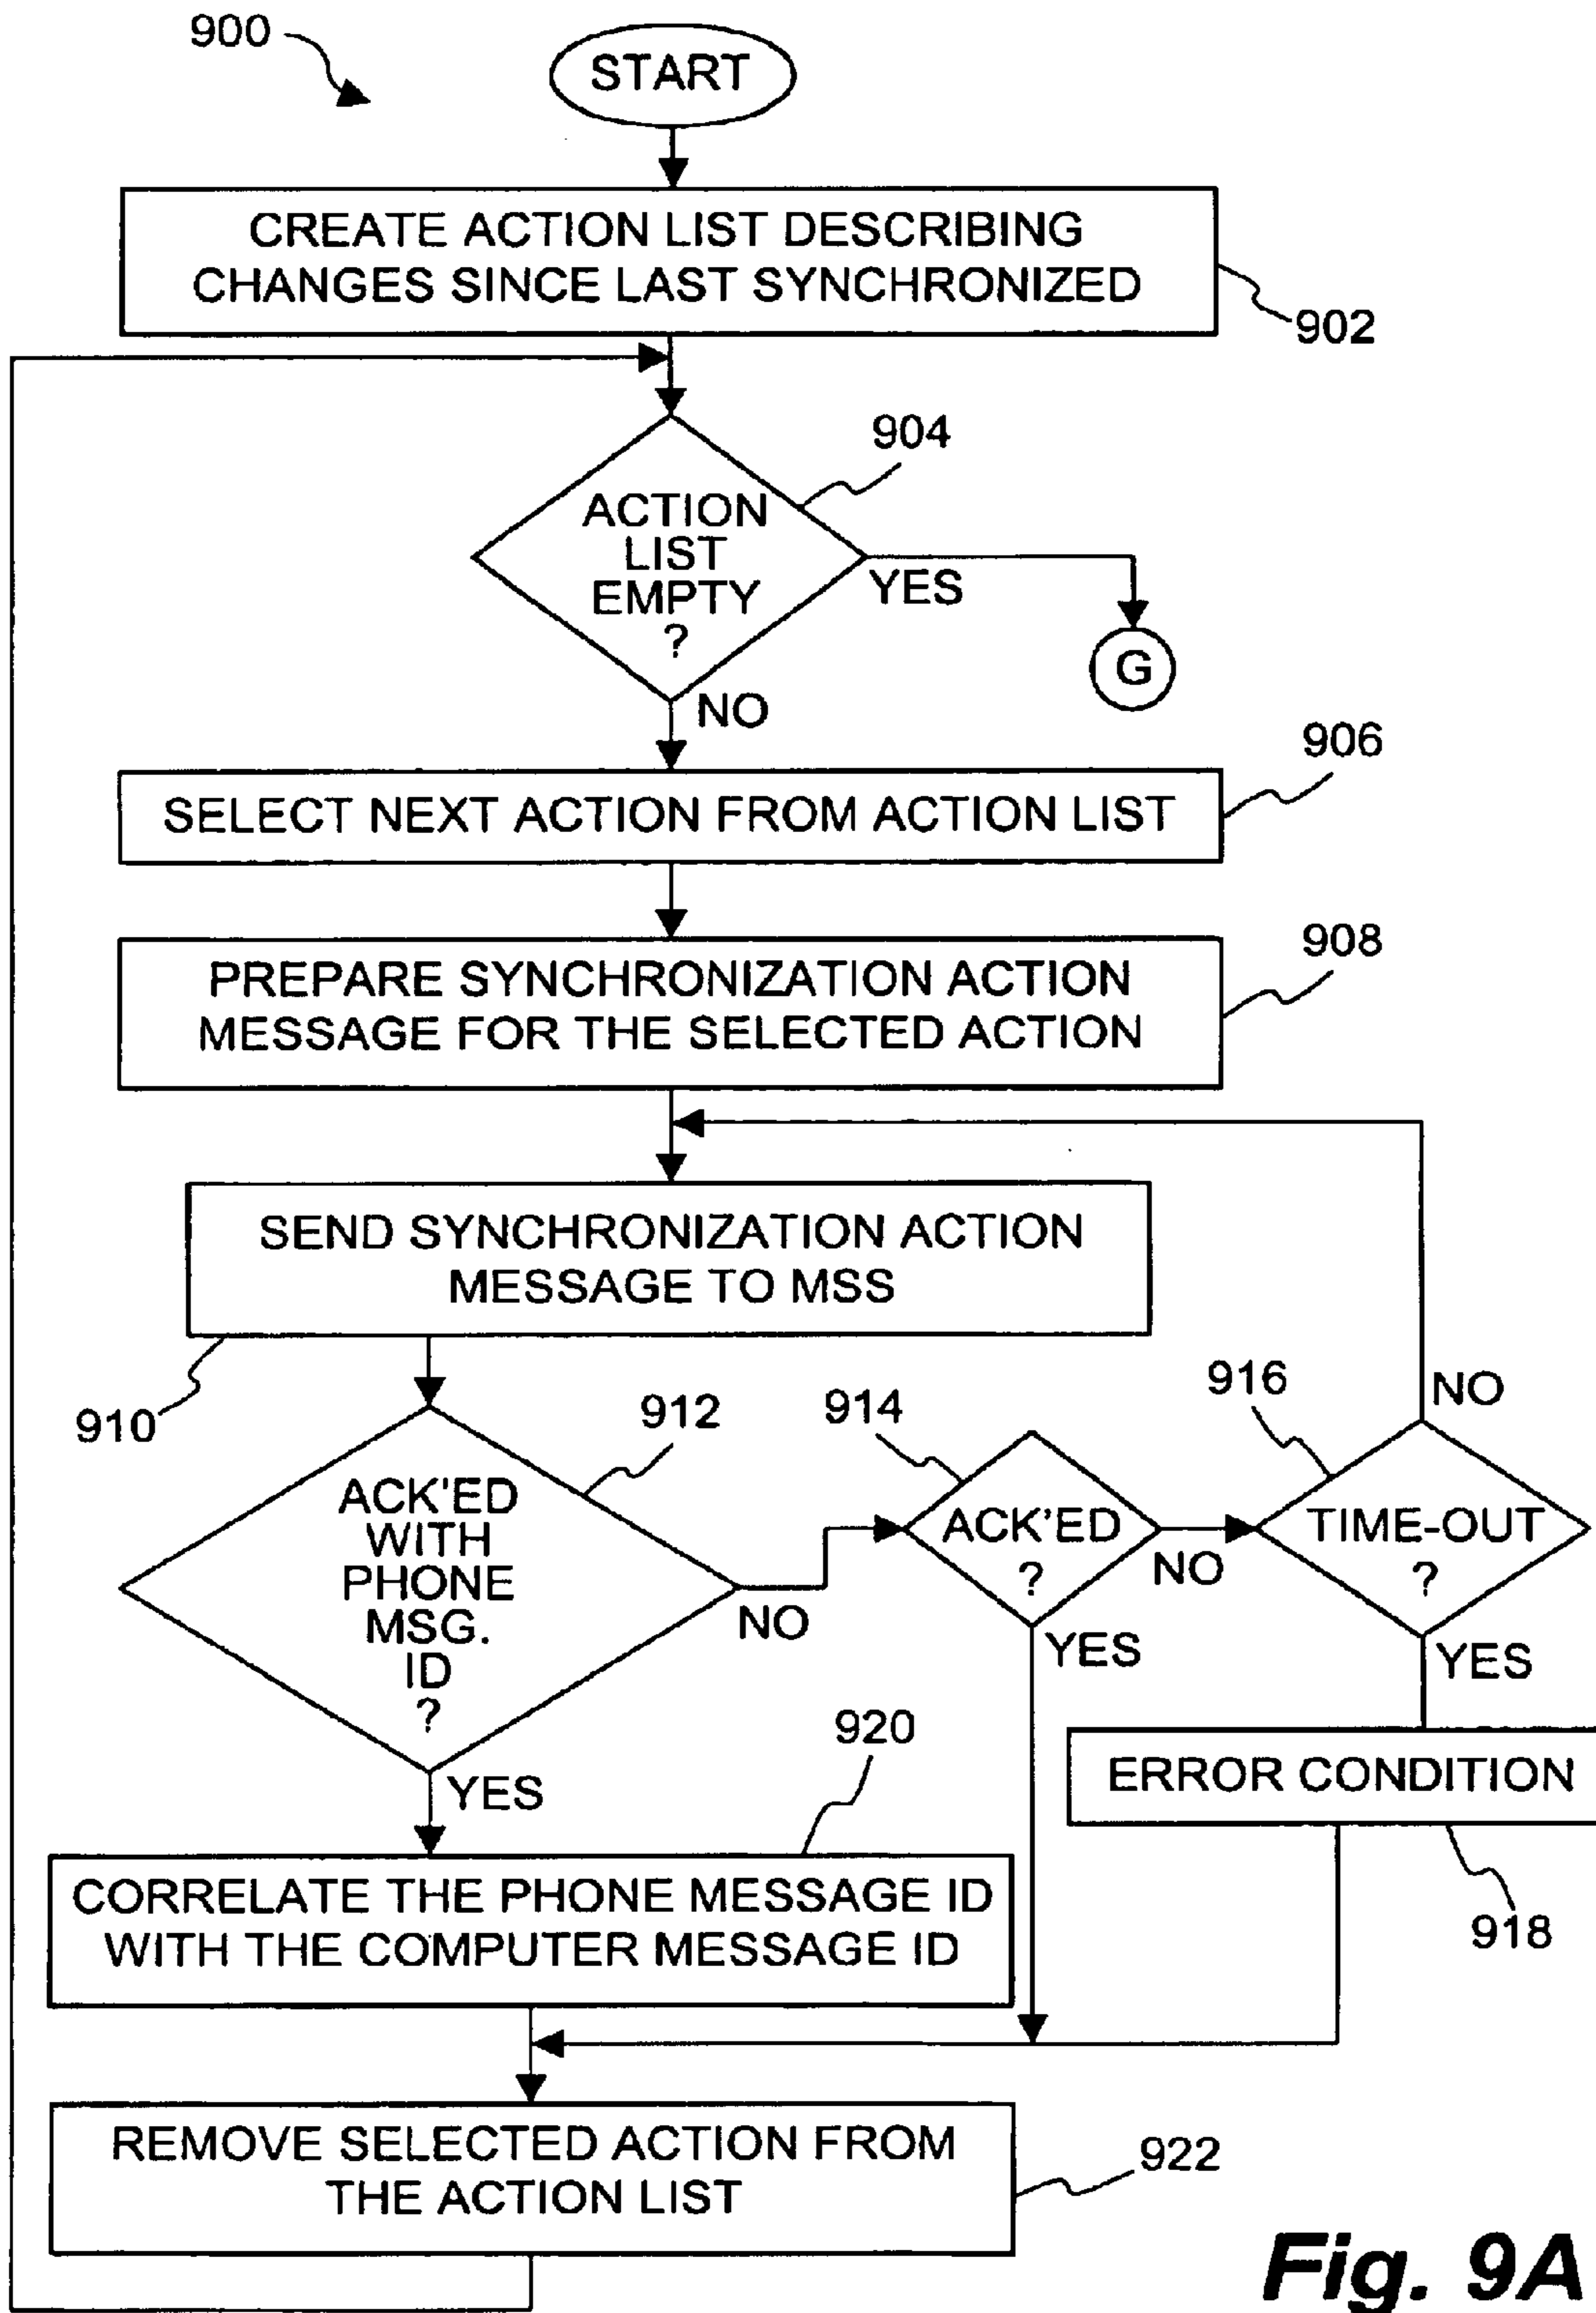 900
START
CREATE ACTION LIST DESCRIBING
CHANGES SINCE LAST SYNCHRONIZED
902
904
ACTION
LIST
EMPTY
?
YES
G
NO
906
SELECT NEXT ACTION FROM ACTION LIST
908
PREPARE SYNCHRONIZATION ACTION
MESSAGE FOR THE SELECTED ACTION
SEND SYNCHRONIZATION ACTION
MESSAGE TO MSS
910
912
ACK'ED
WITH
PHONE
MSG.
ID
?
NO
YES
914
ACK'ED
?
NO
YES
916
NO
TIME-OUT
?
YES
920
ERROR CONDITION
918
CORRELATE THE PHONE MESSAGE ID
WITH THE COMPUTER MESSAGE ID
REMOVE SELECTED ACTION FROM
THE ACTION LIST
922
Fig. 9A